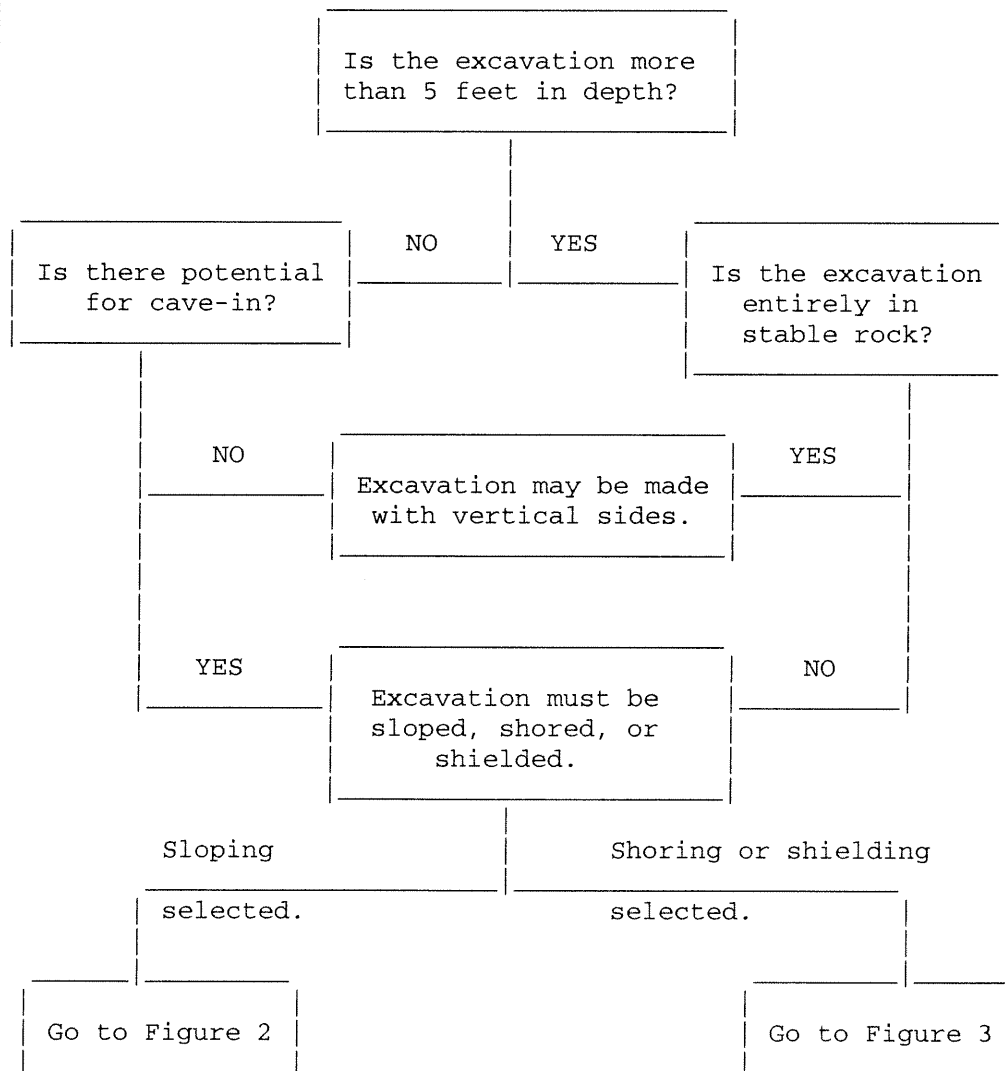 Is the excavation more
than 5 feet in depth?
NO
YES
Is there potential
for cave-in?
Is the excavation
entirely in
stable rock?
NO
Excavation may be made
with vertical sides.
YES
YES
Excavation must be
sloped, shored, or
shielded.
NO
Sloping
selected.
Shoring or shielding
selected.
Go to Figure 2
Go to Figure 3